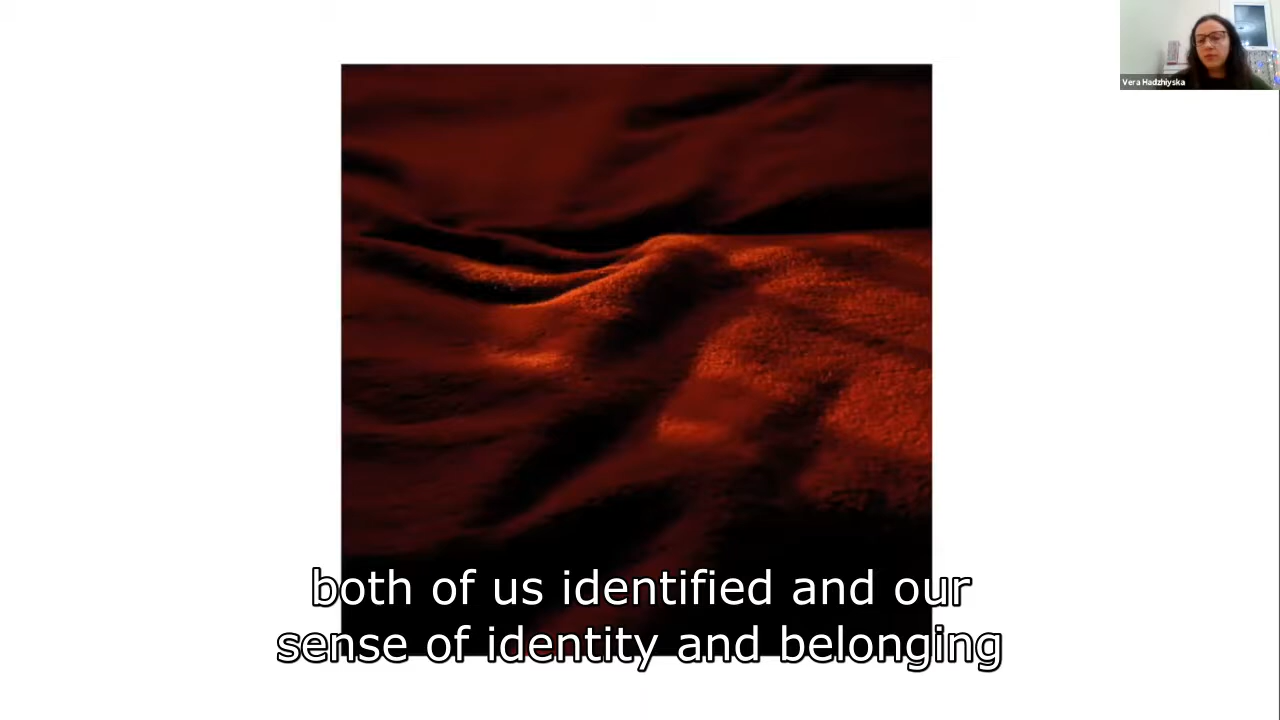 Vera Hadzhiyska
both of us identified and our
sense of identity and belonging